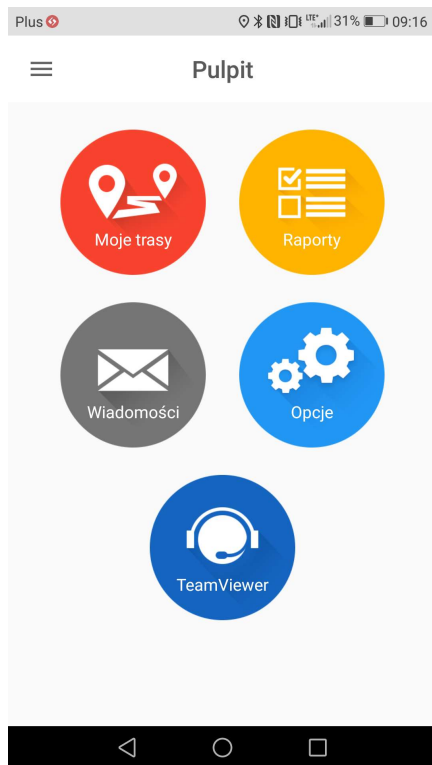 Plus 31% 09:16
Pulpit
Moje trasy Raporty
Wiadomości Opcje
TeamViewer